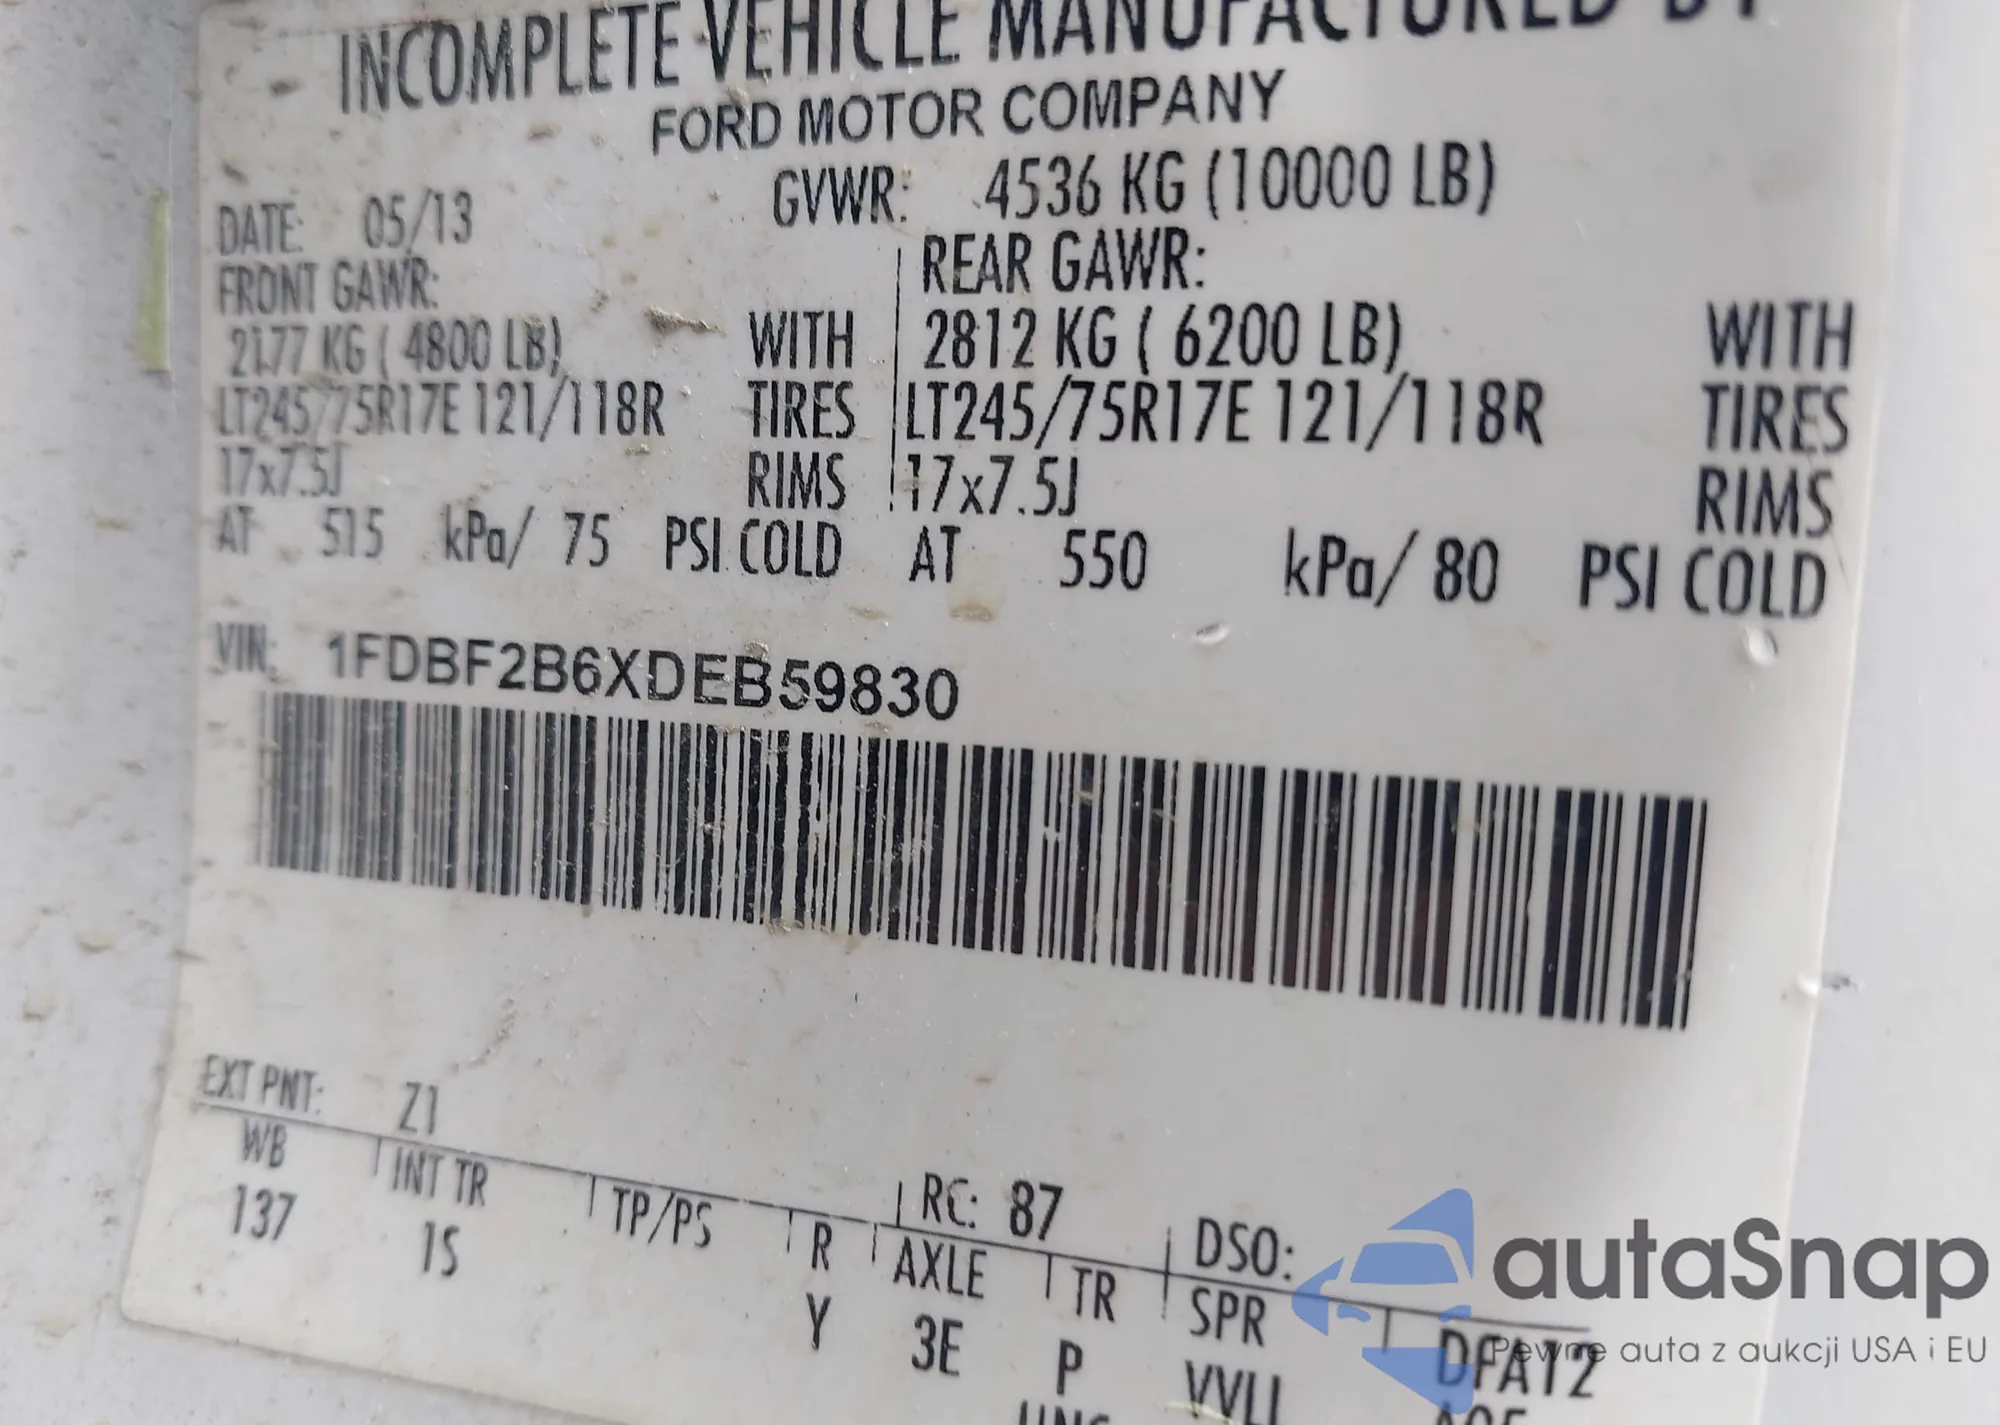 INCOMPLETE VEHICLE MANUFACTURED BY
FORD MOTOR COMPANY
DATE: 05/13 GVWR: 4536 KG (10000 LB)
FRONT GAWR: REAR GAWR:
2177 KG ( 4800 LB) WITH 2812 KG ( 6200 LB) WITH
LT245/75R17E 121/118R TIRES LT245/75R17E 121/118R TIRES
17x7.5J RIMS 17x7.5J RIMS
AT 515 kPa/ 75 PSI COLD AT 550 kPa/ 80 PSI COLD
VIN: 1FDBF2B6XDEB59830
EXT PNT: Z1 RC: 87 DSO:
WB INT TR TP/PS R AXLE TR SPR
137 1S Y 3E P VVLL
autaSnap
Pewne auta z aukcji USA i EU